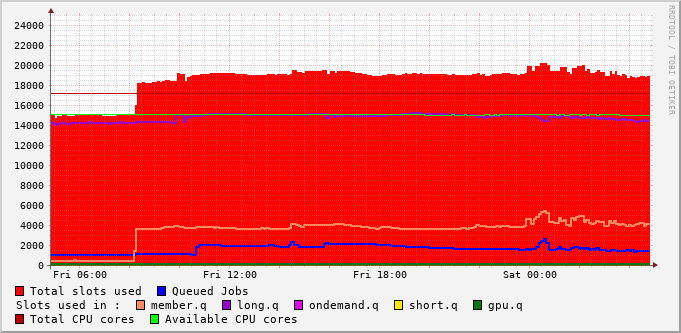 RRDTOOL / TOBI OETIKER
24000
22000
20000
18000
16000
14000
12000
10000
8000
6000
4000
2000
0
Fri 06:00 Fri 12:00 Fri 18:00 Sat 00:00
Total slots used Queued Jobs
Slots used in : member.q long.q ondemand.q short.q gpu.q
Total CPU cores Available CPU cores